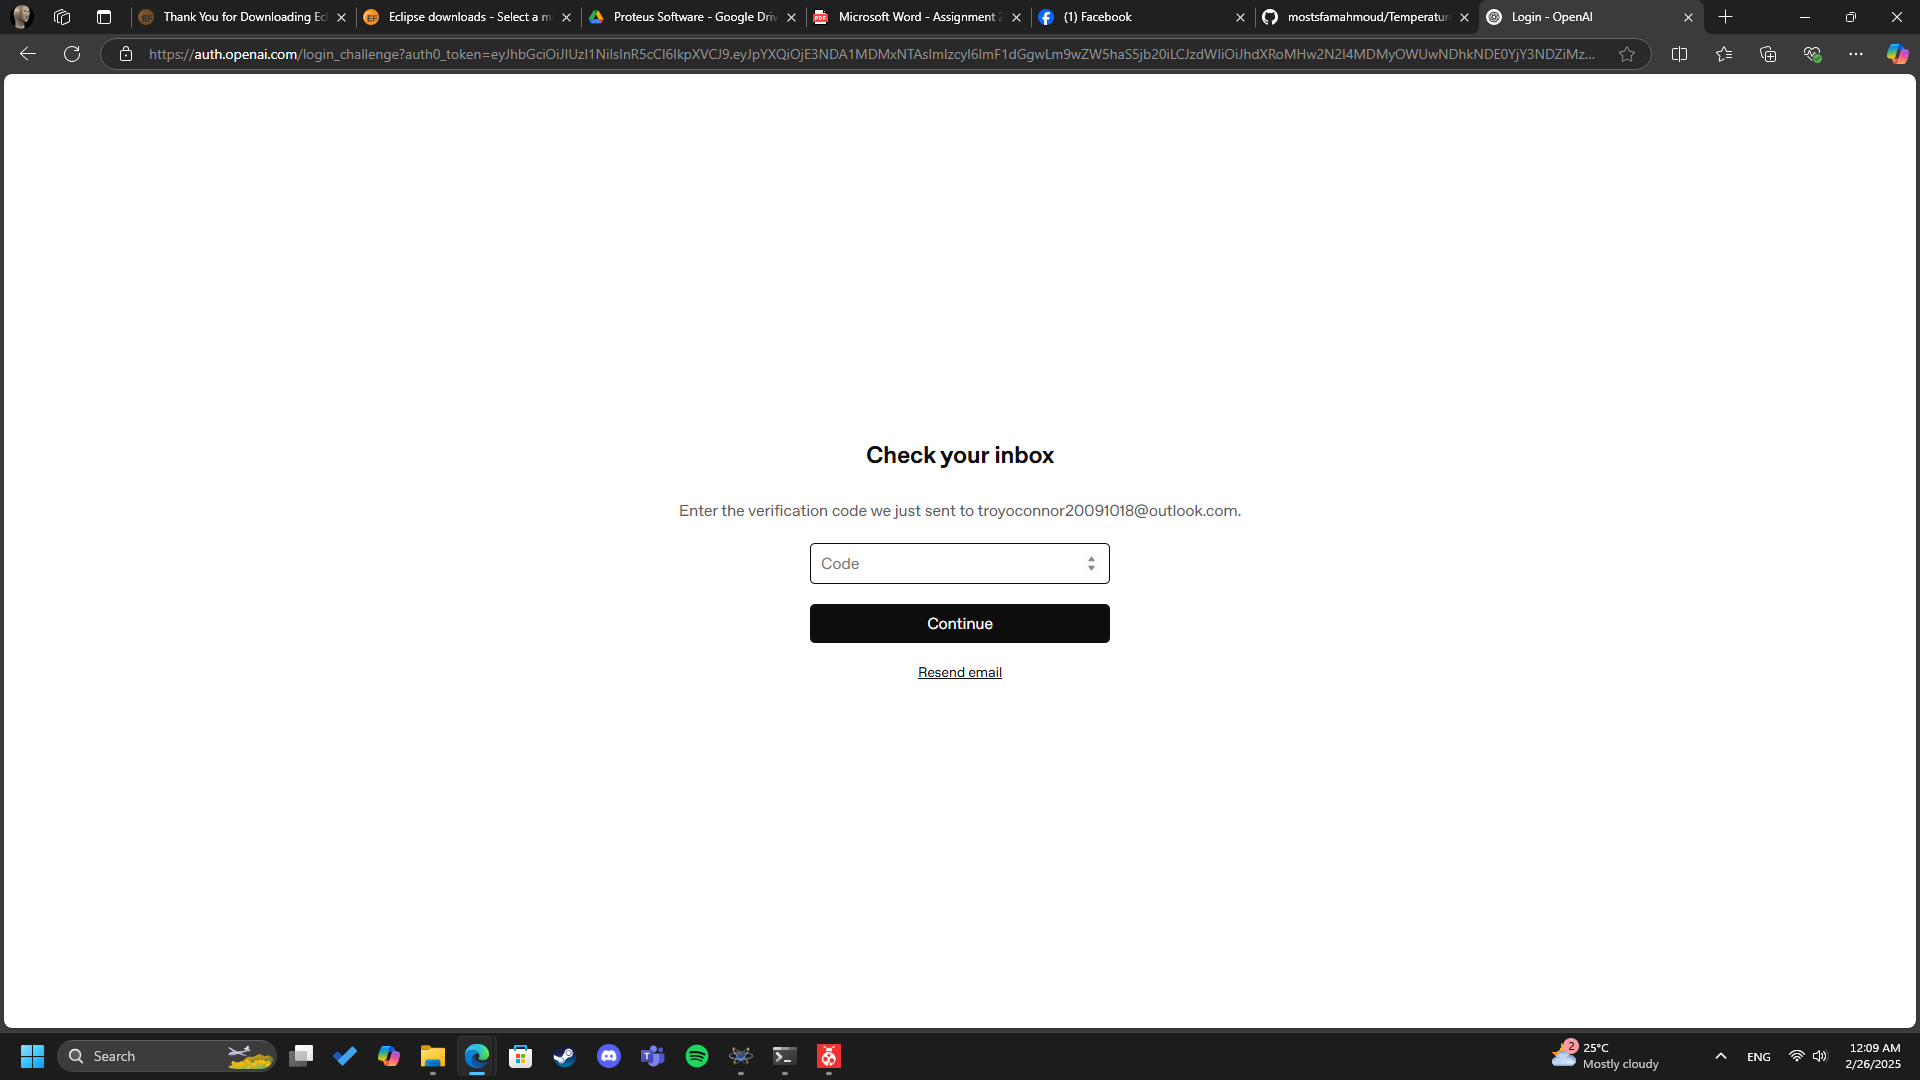 Thank You for Downloading Ecl
Eclipse downloads - Select a mi
Proteus Software - Google Driv
Microsoft Word - Assignment 2
(1) Facebook
mostsfamahmoud/Temperatur
Login - OpenAI
https://auth.openai.com/login_challenge?auth0_token=
Check your inbox
Enter the verification code we just sent to troyoconnor20091018@outlook.com.
Code
Continue
Resend email
Search
2
25°C
Mostly cloudy
ENG
12:09 AM
2/26/2025